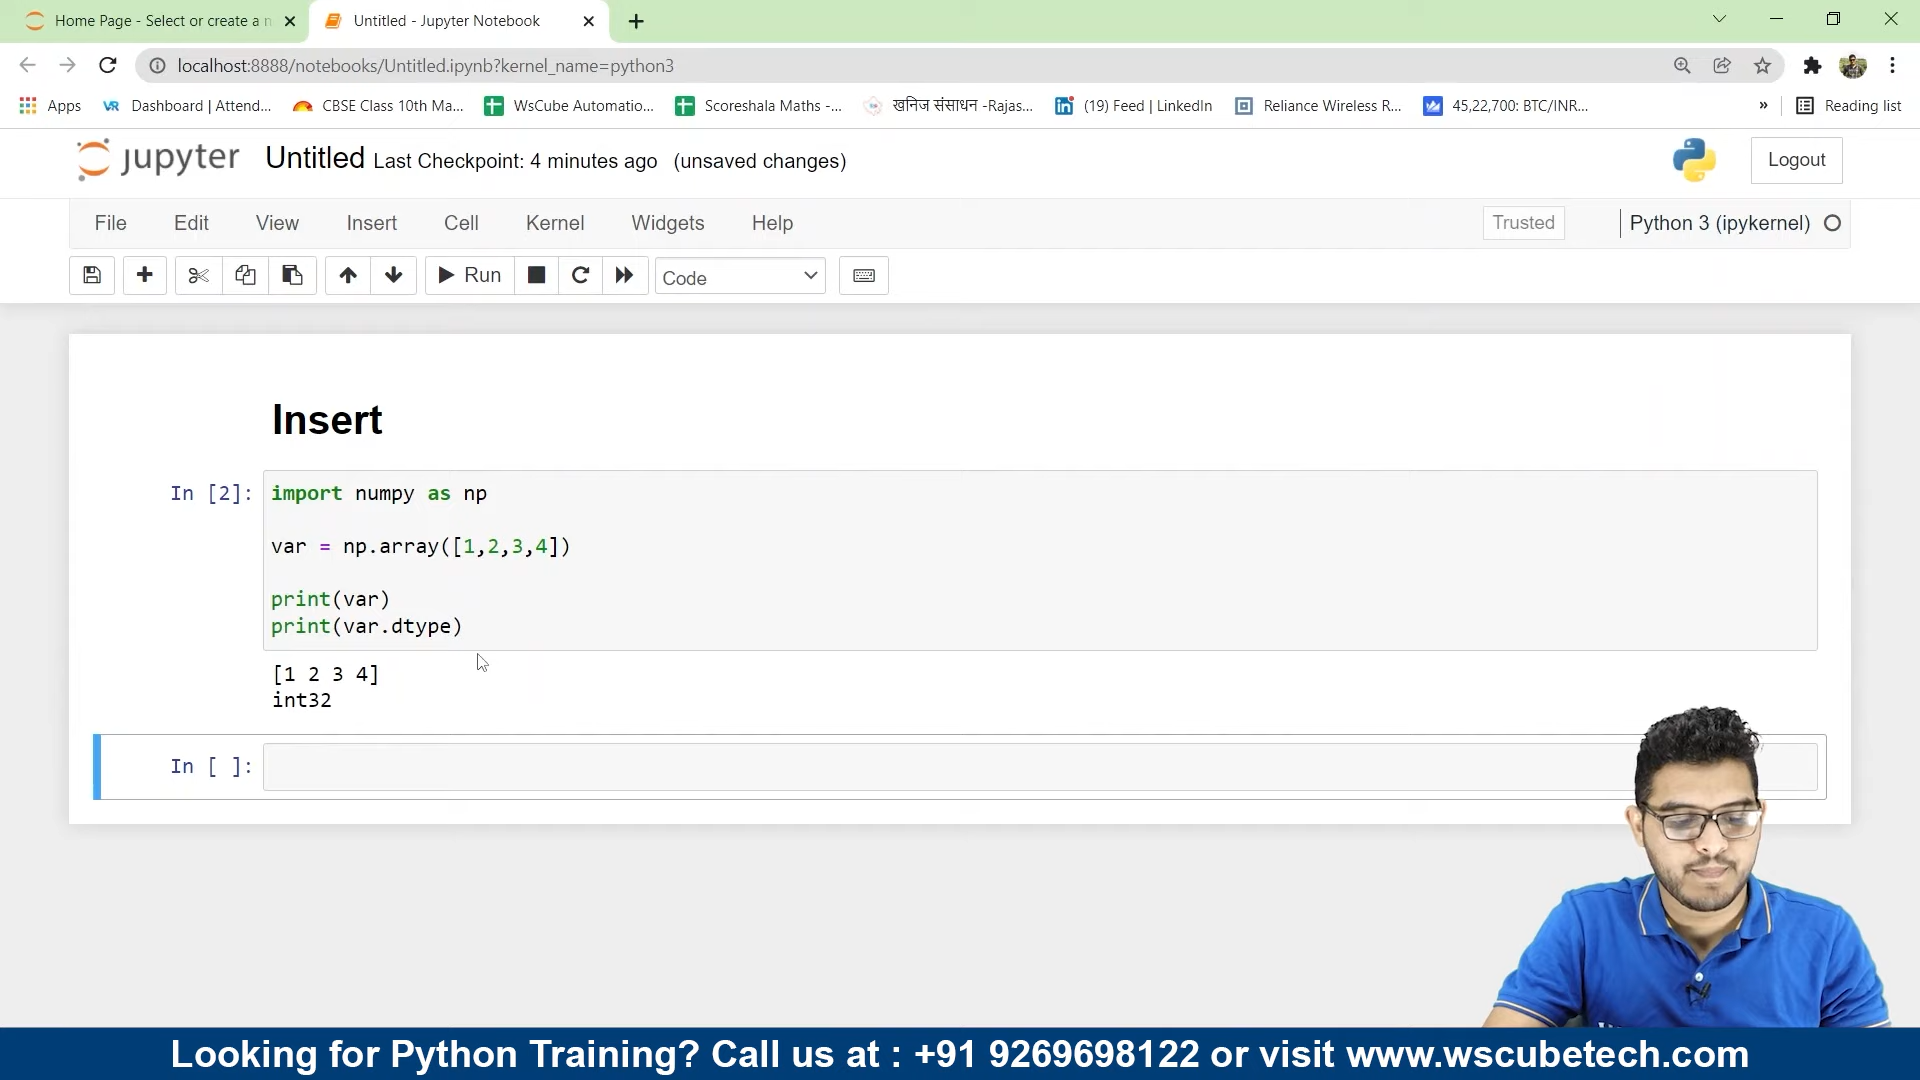 Home Page - Select or create a n
Untitled - Jupyter Notebook
localhost:8888/notebooks/Untitled.ipynb?kernel_name=python3
Apps
VR Dashboard | Attend...
CBSE Class 10th Ma...
WsCube Automatio...
Scoreshala Maths -...
खनिज संसाधन -Rajas...
in (19) Feed | LinkedIn
Reliance Wireless R...
45,22,700: BTC/INR...
»
Reading list
jupyter Untitled Last Checkpoint: 4 minutes ago (unsaved changes)
Logout
File Edit View Insert Cell Kernel Widgets Help
Trusted
Python 3 (ipykernel)
Run
Code
Insert
In [2]: import numpy as np
var = np.array([1,2,3,4])
print(var)
print(var.dtype)
[1 2 3 4]
int32
In [ ]:
Looking for Python Training? Call us at : +91 9269698122 or visit www.wscubetech.com